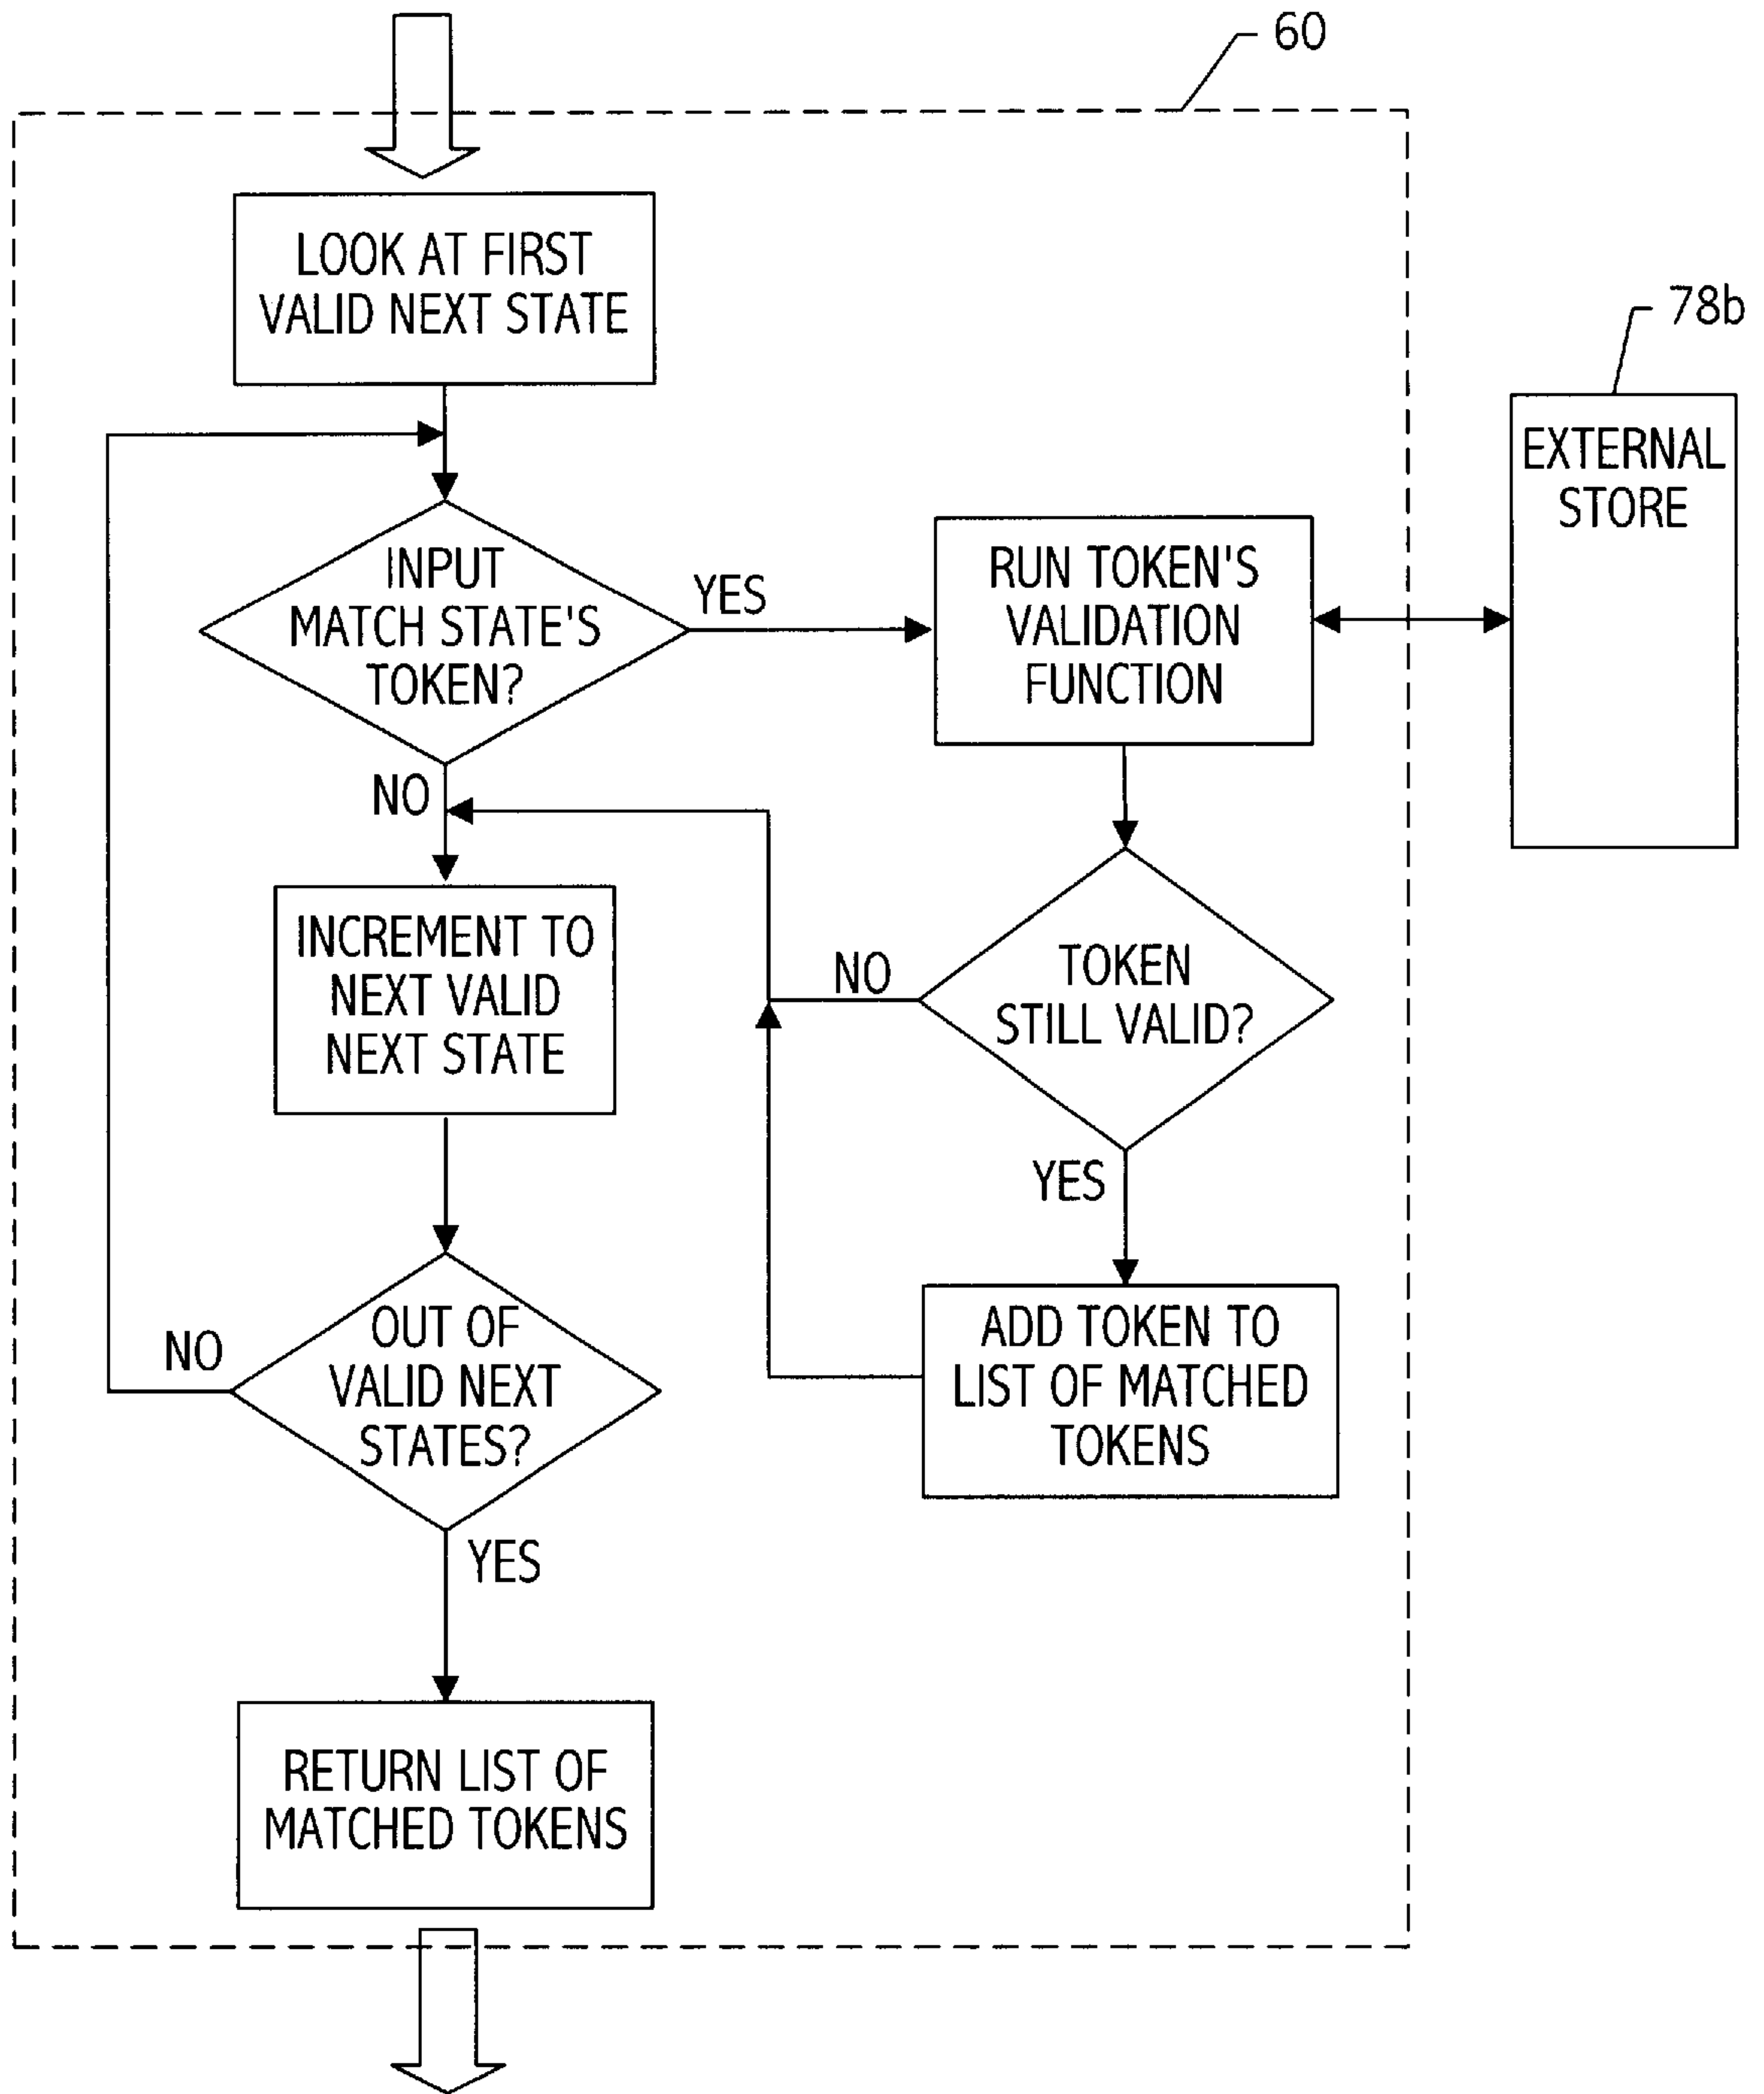 60
LOOK AT FIRST
VALID NEXT STATE
78b
EXTERNAL
STORE
INPUT
MATCH STATE'S
TOKEN?
YES
RUN TOKEN'S
VALIDATION
FUNCTION
NO
INCREMENT TO
NEXT VALID
NEXT STATE
NO
TOKEN
STILL VALID?
YES
ADD TOKEN TO
LIST OF MATCHED
TOKENS
NO
OUT OF
VALID NEXT
STATES?
YES
RETURN LIST OF
MATCHED TOKENS